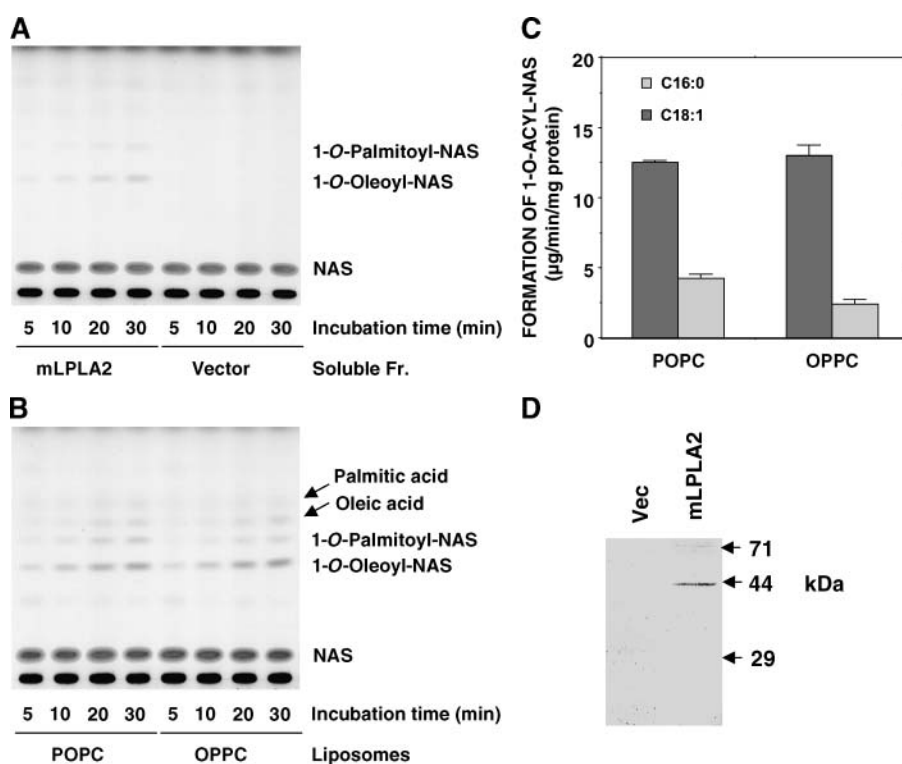 A
1-O-Palmitoyl-NAS
1-O-Oleoyl-NAS
NAS
5 10 20 30 5 10 20 30 Incubation time (min)
mLPLA2 Vector Soluble Fr.
B
Palmitic acid
Oleic acid
1-O-Palmitoyl-NAS
1-O-Oleoyl-NAS
NAS
5 10 20 30 5 10 20 30 Incubation time (min)
POPC OPPC Liposomes
C
FORMATION OF 1-O-ACYL-NAS
(μg/min/mg protein)
20
15
10
5
0
C16:0
C18:1
POPC OPPC
D
Vec mLPLA2
71
44 kDa
29